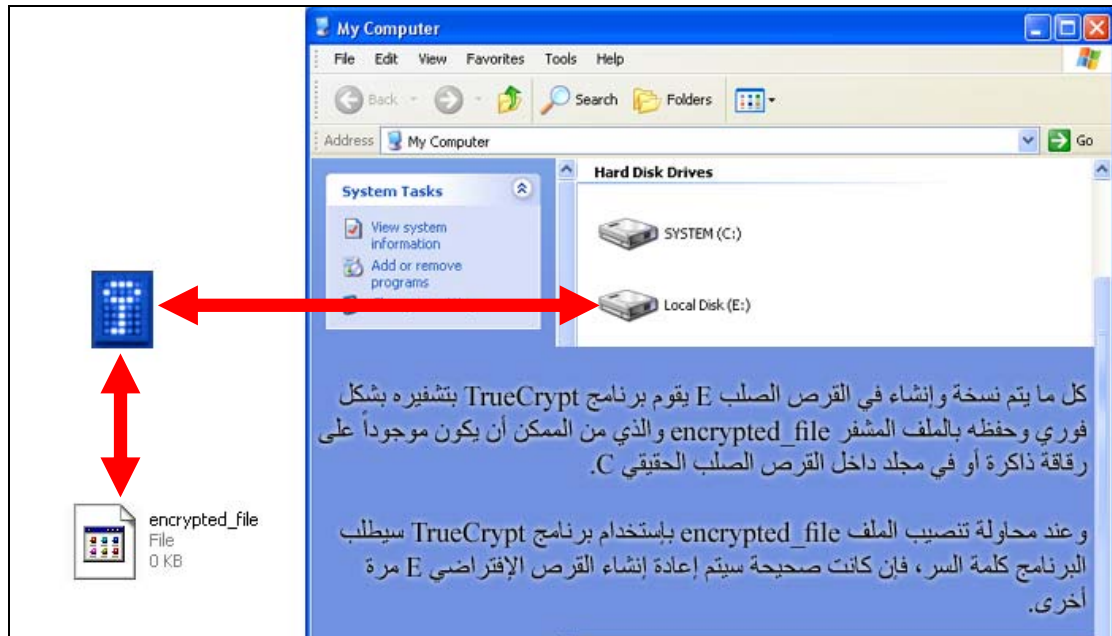 My Computer
File Edit View Favorites Tools Help
Back Search Folders
Address My Computer Go
System Tasks
View system
information
Add or remove
programs
Hard Disk Drives
SYSTEM (C:)
Local Disk (E:)
encrypted_file
File
0 KB
كل ما يتم نسخة وإنشاء في القرص الصلب E يقوم برنامج TrueCrypt بتشفيره بشكل
فوري وحفظه بالملف المشفر encrypted_file والذي من الممكن أن يكون موجوداً على
رقاقة ذاكرة أو في مجلد داخل القرص الصلب الحقيقي C.
وعند محاولة تنصيب الملف encrypted_file بإستخدام برنامج TrueCrypt سيطلب
البرنامج كلمة السر، فإن كانت صحيحة سيتم إعادة إنشاء القرص الإفتراضي E مرة
أخرى.